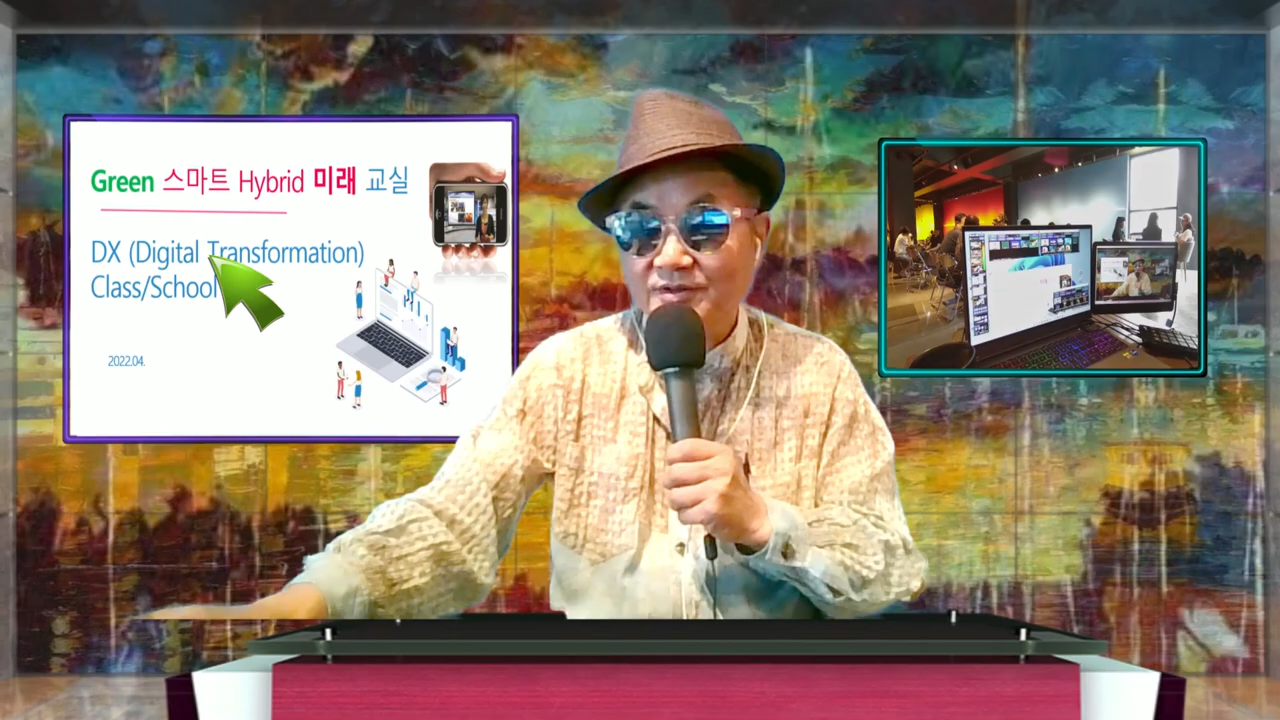 Green 스마트 Hybrid 미래 교실
DX (Digital Transformation)
Class/School
2022.04.